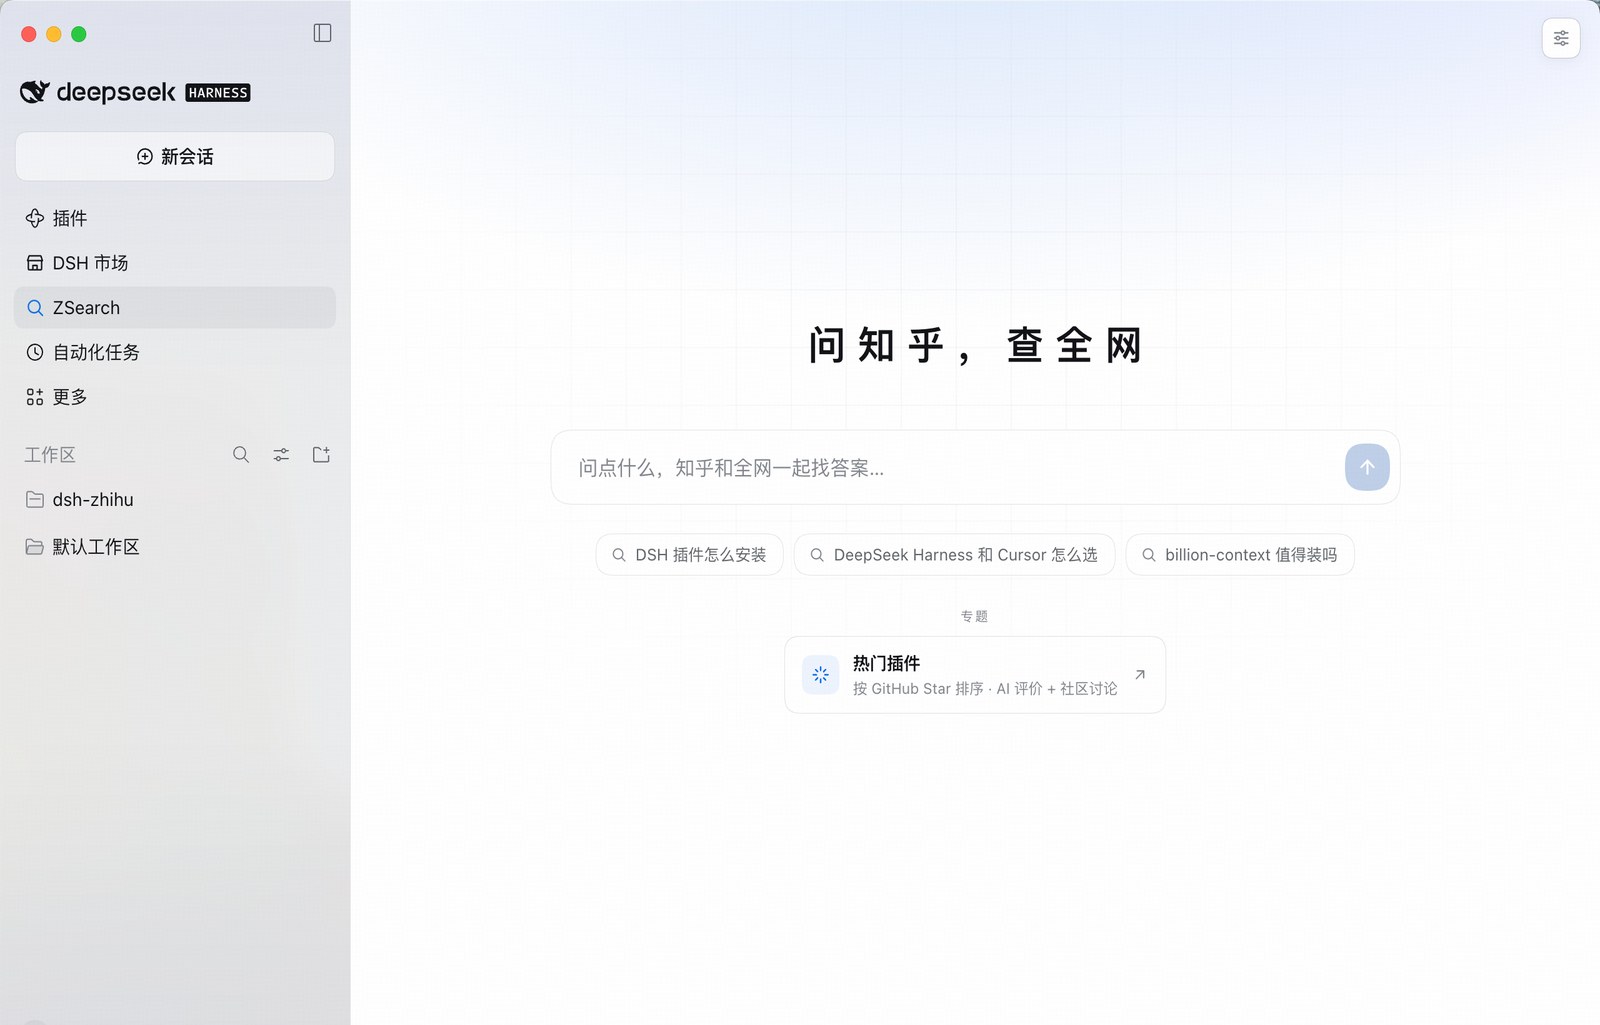 deepseek HARNESS
新会话
插件
DSH 市场
ZSearch
自动化任务
更多
工作区
dsh-zhihu
默认工作区
问知乎，查全网
问点什么，知乎和全网一起找答案...
DSH 插件怎么安装
DeepSeek Harness 和 Cursor 怎么选
billion-context 值得装吗
专题
热门插件
按 GitHub Star 排序 · AI 评价 + 社区讨论